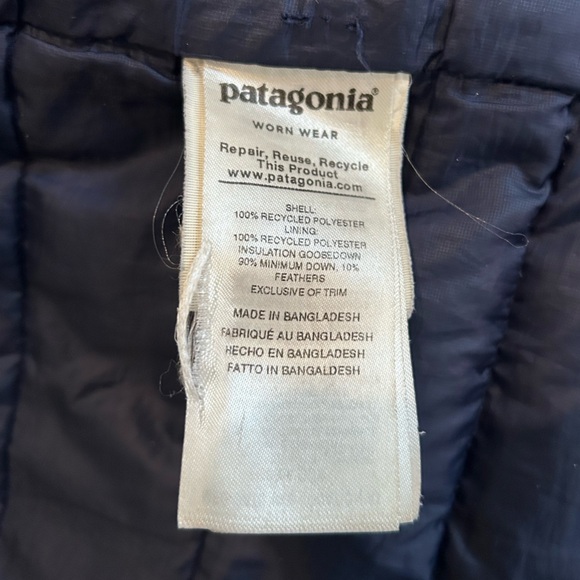 patagonia®
WORN WEAR
Repair, Reuse, Recycle
This Product
www.patagonia.com
SHELL:
100% RECYCLED POLYESTER
LINING:
100% RECYCLED POLYESTER
INSULATION GOOSEDOWN
90% MINIMUM DOWN, 10%
FEATHERS
EXCLUSIVE OF TRIM
MADE IN BANGLADESH
FABRIQUÉ AU BANGLADESH
HECHO EN BANGLADESH
FATTO IN BANGALDESH